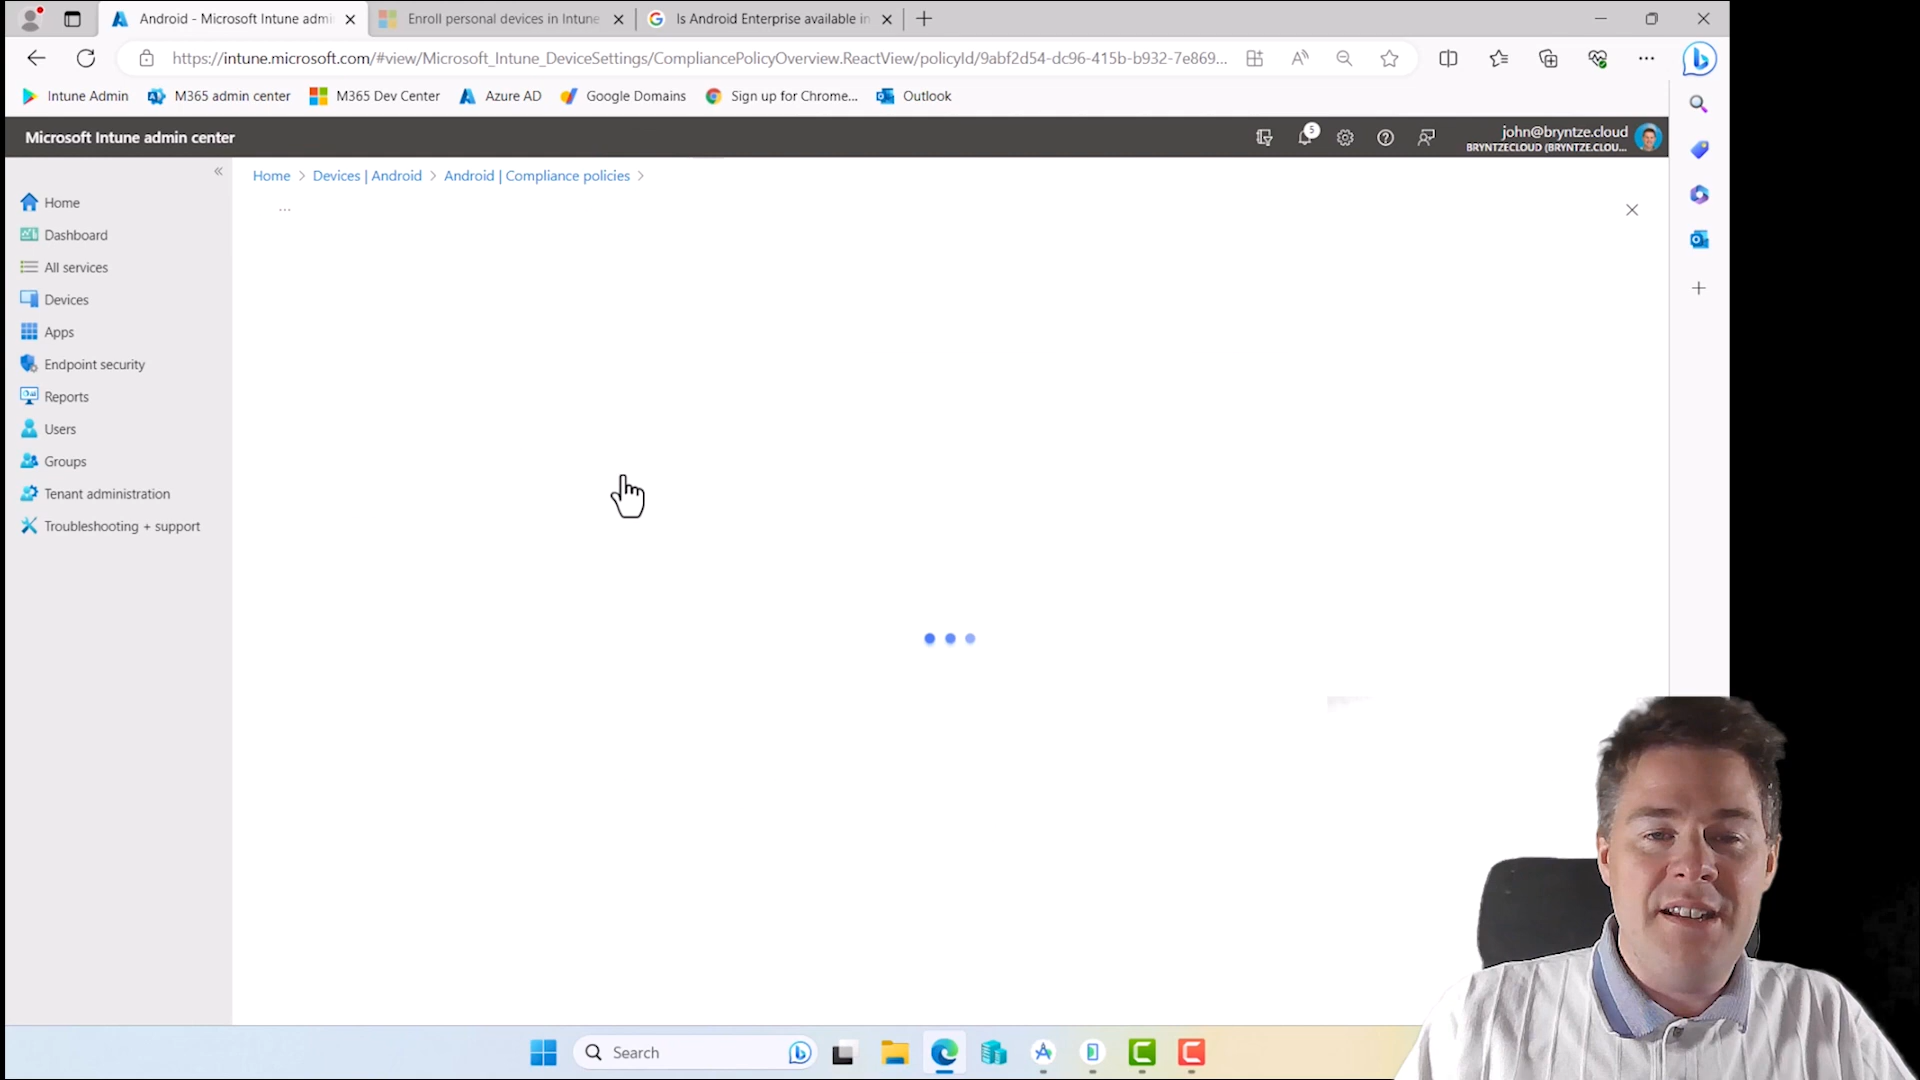 Android - Microsoft Intune admi
Enroll personal devices in Intune
Is Android Enterprise available in
https://intune.microsoft.com/#view/Microsoft_Intune_DeviceSettings/CompliancePolicyOverview.ReactView/policyId/9abf2d54-dc96-415b-b932-7e869...
Intune Admin
M365 admin center
M365 Dev Center
Azure AD
Google Domains
Sign up for Chrome...
Outlook
Microsoft Intune admin center
5
john@bryntze.cloud
BRYNTZECLOUD (BRYNTZE.CLOU...
Home > Devices | Android > Android | Compliance policies >
...
Home
Dashboard
All services
Devices
Apps
Endpoint security
Reports
Users
Groups
Tenant administration
Troubleshooting + support
Search